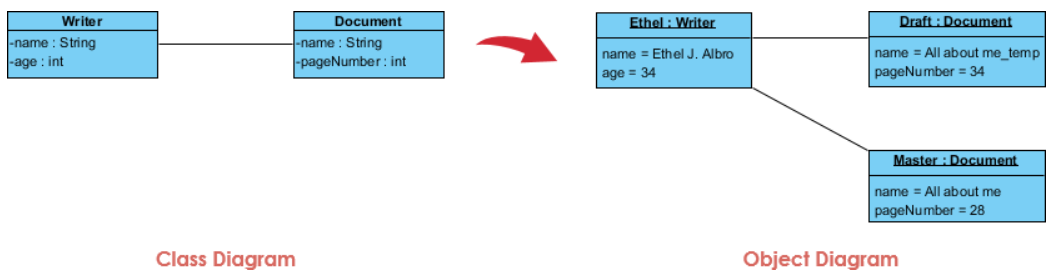 Writer
-name : String
-age : int
Document
-name : String
-pageNumber : int
Ethel : Writer
name = Ethel J. Albro
age = 34
Draft : Document
name = All about me_temp
pageNumber = 34
Master : Document
name = All about me
pageNumber = 28
Class Diagram
Object Diagram